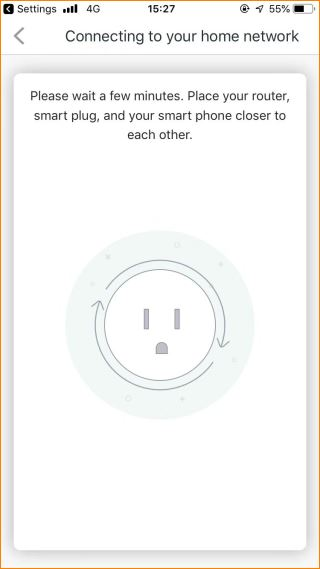 Settings 4G 15:27 55%
Connecting to your home network
Please wait a few minutes. Place your router,
smart plug, and your smart phone closer to
each other.